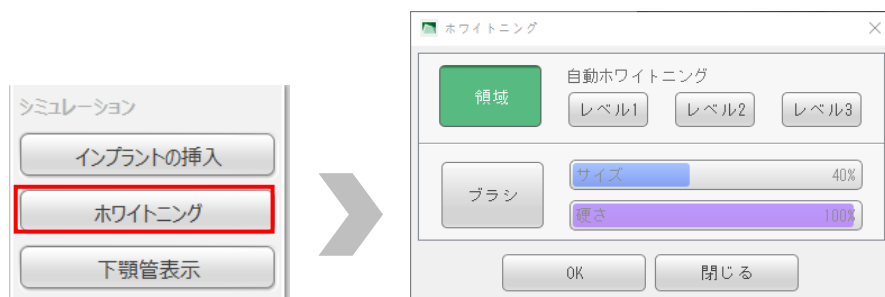 シミュレーション
インプラントの挿入
ホワイトニング
下顎管表示
ホワイトニング
領域
自動ホワイトニング
レベル1 レベル2 レベル3
ブラシ
サイズ 40%
硬さ 100%
OK 閉じる